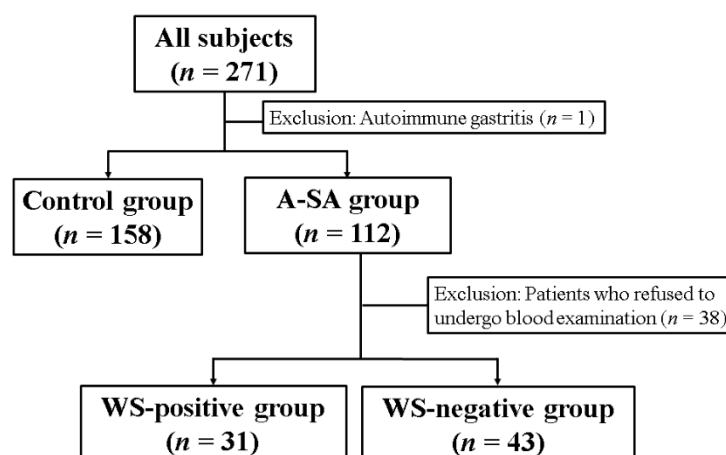 All subjects
(n = 271)
Exclusion: Autoimmune gastritis (n = 1)
Control group
(n = 158)
A-SA group
(n = 112)
Exclusion: Patients who refused to
undergo blood examination (n = 38)
WS-positive group
(n = 31)
WS-negative group
(n = 43)